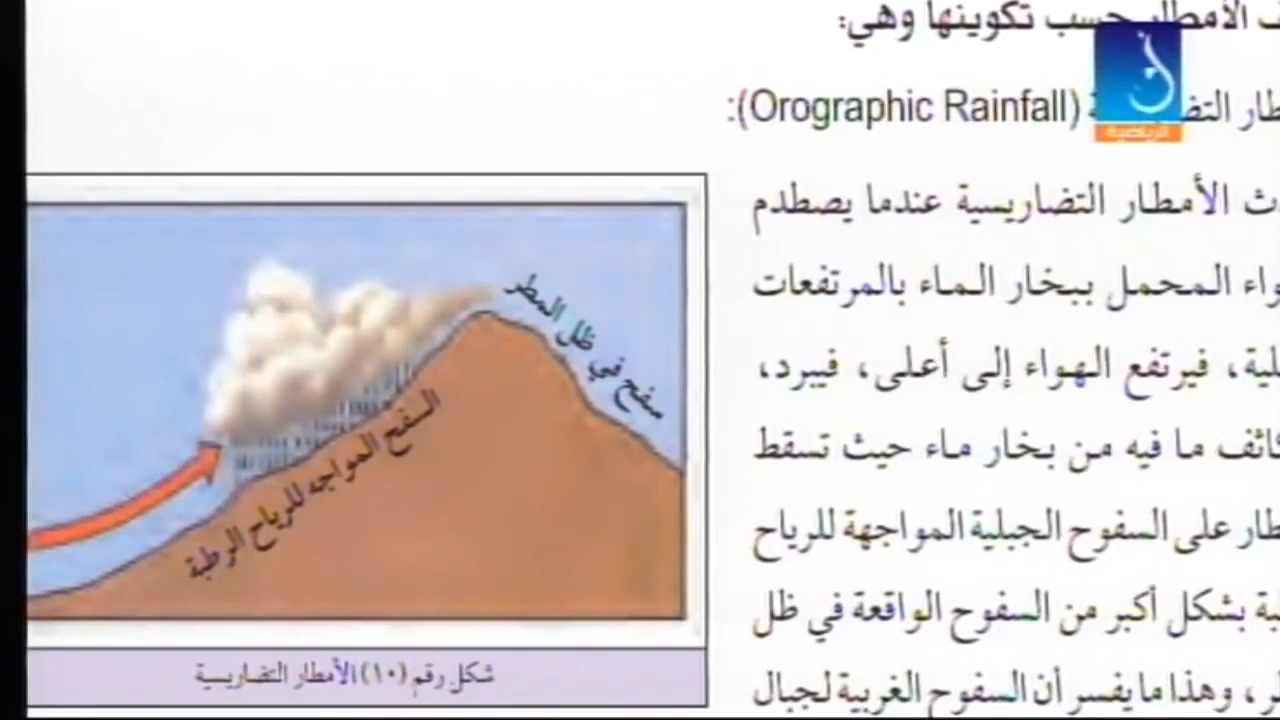 الأمطار حسب تكوينها وهي:
(Orographic Rainfall):
الرياضية
الأمطار التضاريسية عندما يصطدم
المحمل ببخار الماء بالمرتفعات
فيرتفع الهواء إلى أعلى، فيبرد،
ما فيه من بخار ماء حيث تسقط
على السفوح الجبلية المواجهة للرياح
بشكل أكبر من السفوح الواقعة في ظل
، وهذا ما يفسر أن السفوح الغربية لجبال
سفح في ظل المطر
السفح المواجه للرياح الرطبة
شكل رقم (١٠) الأمطار التضاريسية